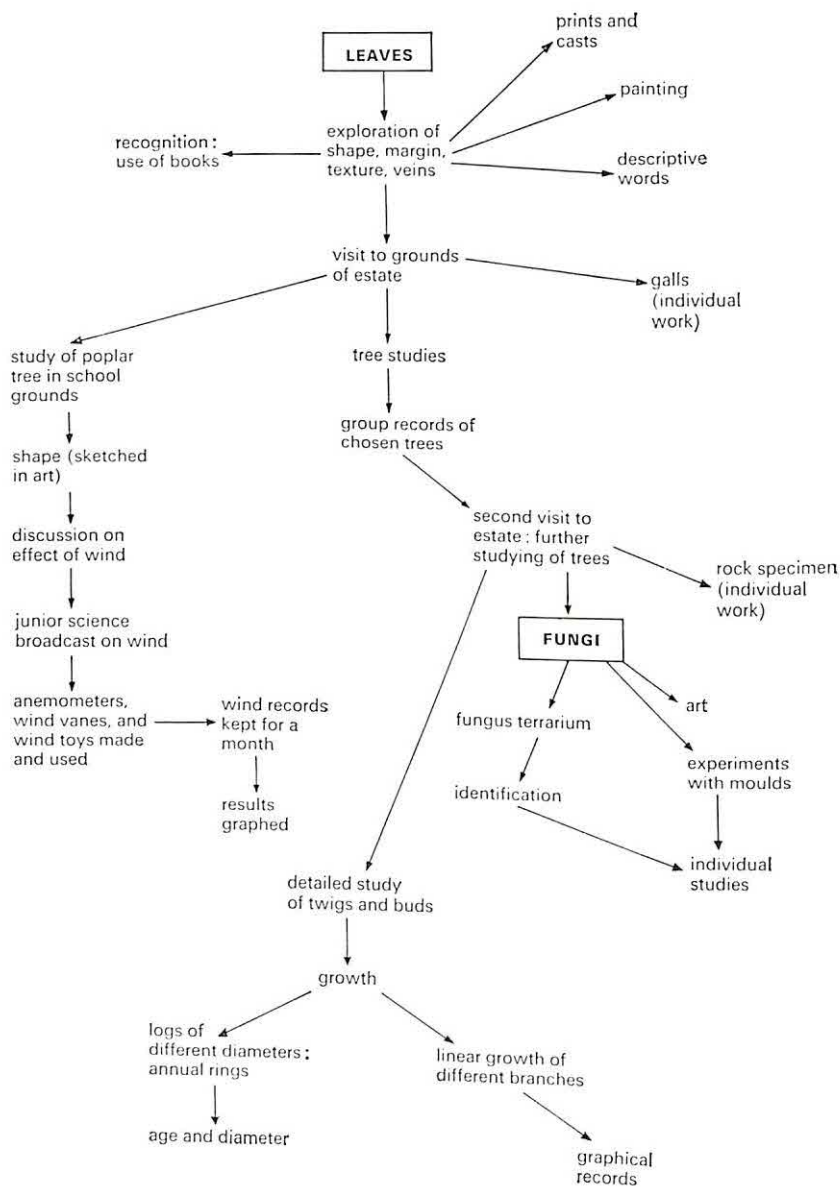 LEAVES
prints and
casts
painting
descriptive
words
recognition:
use of books
exploration of
shape, margin,
texture, veins
visit to grounds
of estate
galls
(individual
work)
study of poplar
tree in school
grounds
tree studies
group records of
chosen trees
shape (sketched
in art)
discussion on
effect of wind
junior science
broadcast on wind
anemometers,
wind vanes, and
wind toys made
and used
wind records
kept for a
month
results
graphed
second visit to
estate: further
studying of trees
rock specimen
(individual
work)
FUNGI
fungus terrarium
identification
art
experiments
with moulds
individual
studies
detailed study
of twigs and buds
growth
logs of
different diameters:
annual rings
age and diameter
linear growth of
different branches
graphical
records